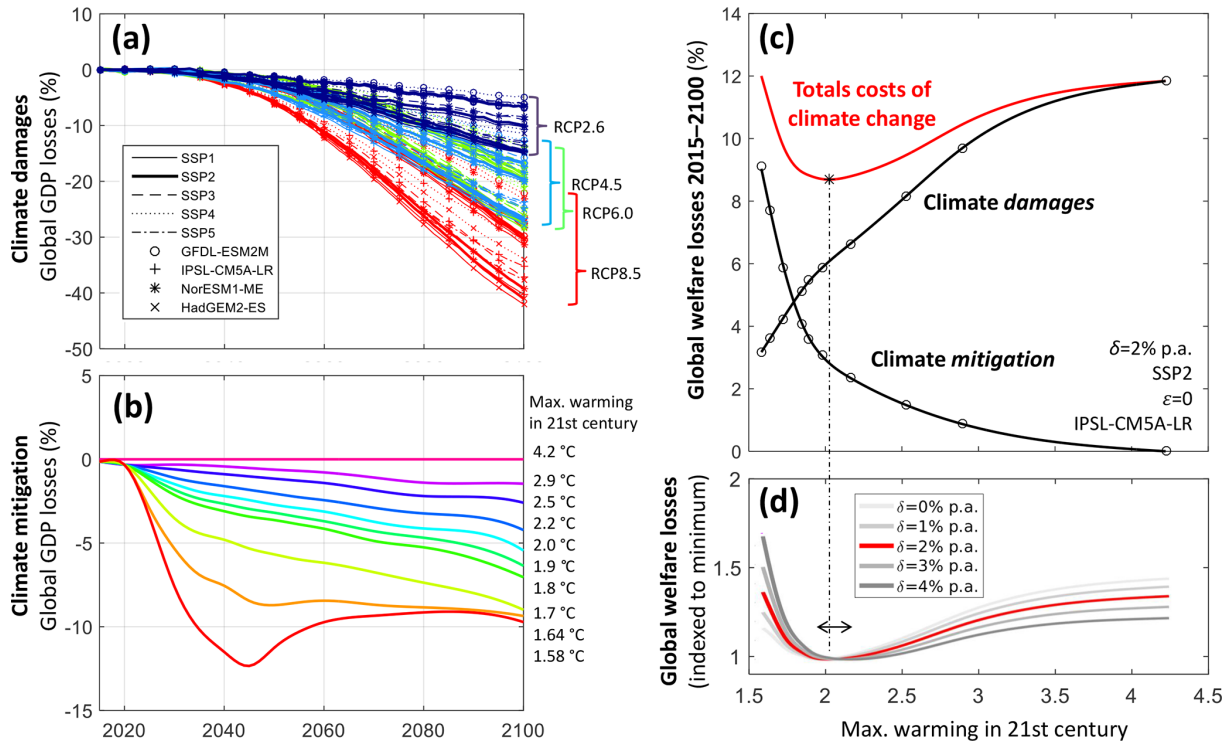 (a)
Climate damages
Global GDP losses (%)
10
0
-10
-20
-30
-40
-50
SSP1
SSP2
SSP3
SSP4
SSP5
GFDL-ESM2M
IPSL-CM5A-LR
NorESM1-ME
HadGEM2-ES
RCP2.6
RCP4.5
RCP6.0
RCP8.5
2020
2040
2060
2080
2100
(b)
Climate mitigation
Global GDP losses (%)
5
0
-5
-10
-15
Max. warming
in 21st century
4.2 °C
2.9 °C
2.5 °C
2.2 °C
2.0 °C
1.9 °C
1.8 °C
1.7 °C
1.64 °C
1.58 °C
2020
2040
2060
2080
2100
(c)
Global welfare losses 2015–2100 (%)
14
12
10
8
6
4
2
0
Totals costs of
climate change
Climate damages
Climate mitigation
δ=2% p.a.
SSP2
ε=0
IPSL-CM5A-LR
(d)
Global welfare losses
(indexed to minimum)
2
1.5
1
δ=0% p.a.
δ=1% p.a.
δ=2% p.a.
δ=3% p.a.
δ=4% p.a.
1.5
2
2.5
3
3.5
4
4.5
Max. warming in 21st century